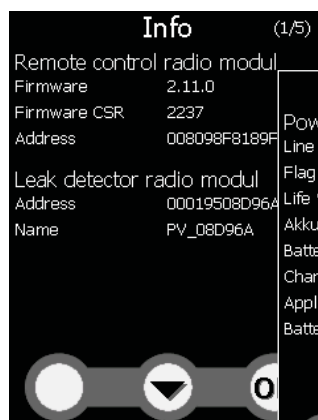 Info (1/5)
Remote control radio modul
Firmware 2.11.0
Firmware CSR 2237
Address 008098F8189F
Leak detector radio modul
Address 00019508D96A
Name PV_08D96A
Pow
Line
Flag
Life
Akku
Batte
Char
Appl
Batte
O